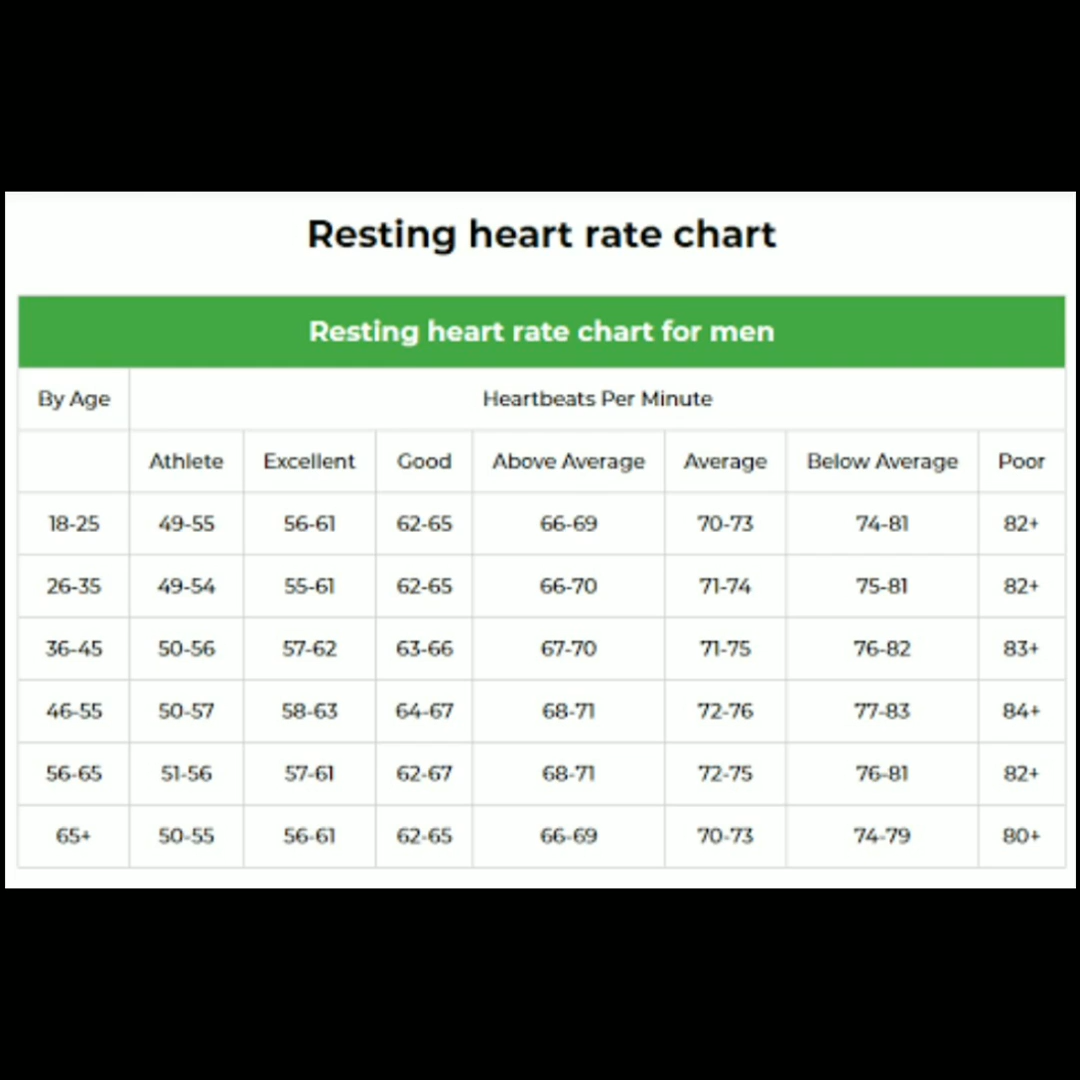 Resting heart rate chart
Resting heart rate chart for men
By Age Heartbeats Per Minute
Athlete Excellent Good Above Average Average Below Average Poor
18-25 49-55 56-61 62-65 66-69 70-73 74-81 82+
26-35 49-54 55-61 62-65 66-70 71-74 75-81 82+
36-45 50-56 57-62 63-66 67-70 71-75 76-82 83+
46-55 50-57 58-63 64-67 68-71 72-76 77-83 84+
56-65 51-56 57-61 62-67 68-71 72-75 76-81 82+
65+ 50-55 56-61 62-65 66-69 70-73 74-79 80+